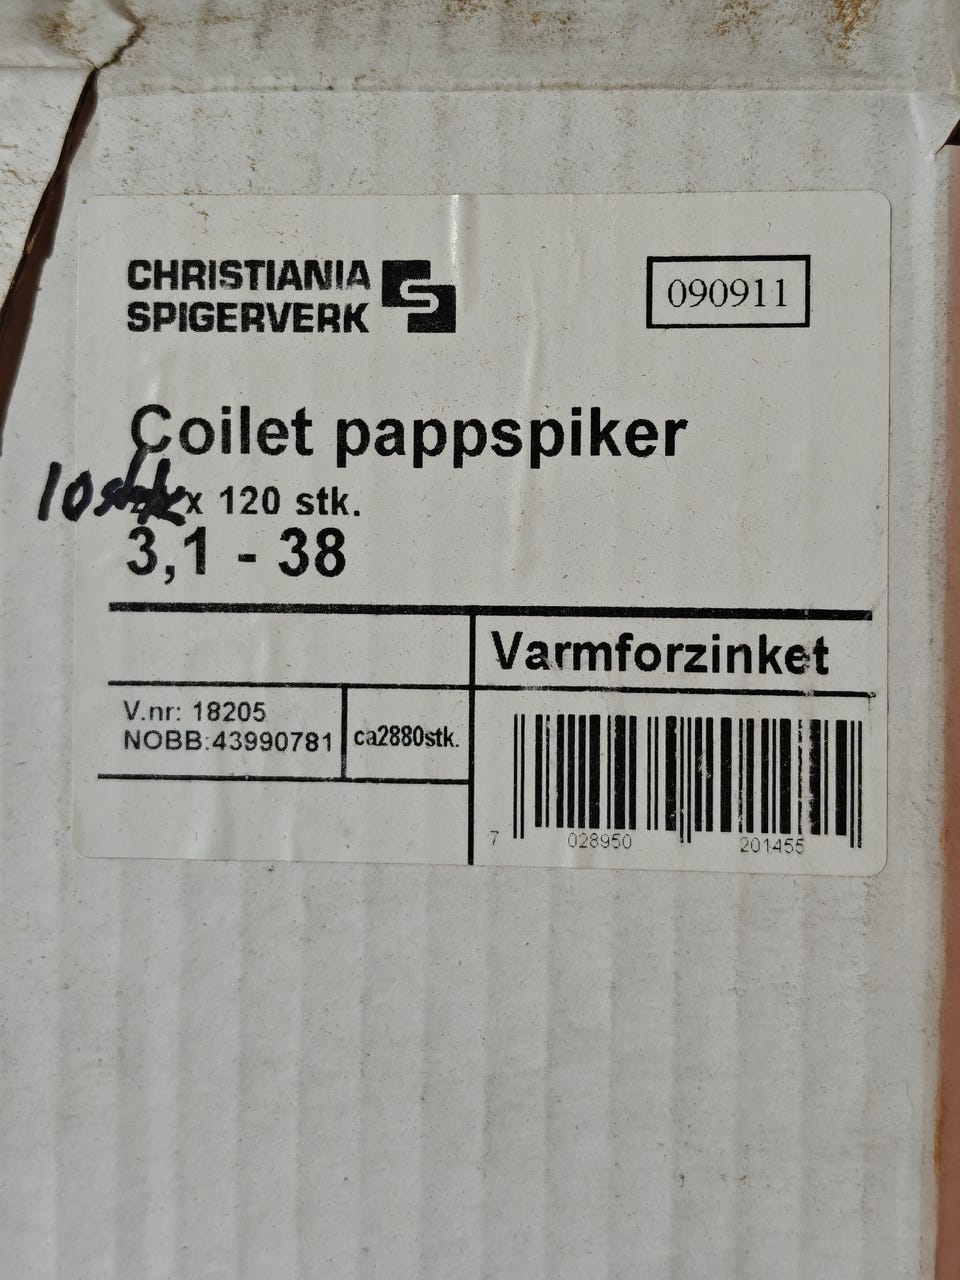 CHRISTIANIA
SPIGERVERK
090911
Coilet pappspiker
10 x 120 stk.
3,1 - 38
Varmforzinket
V.nr: 18205
NOBB:43990781
ca2880stk.
7 028950 201455